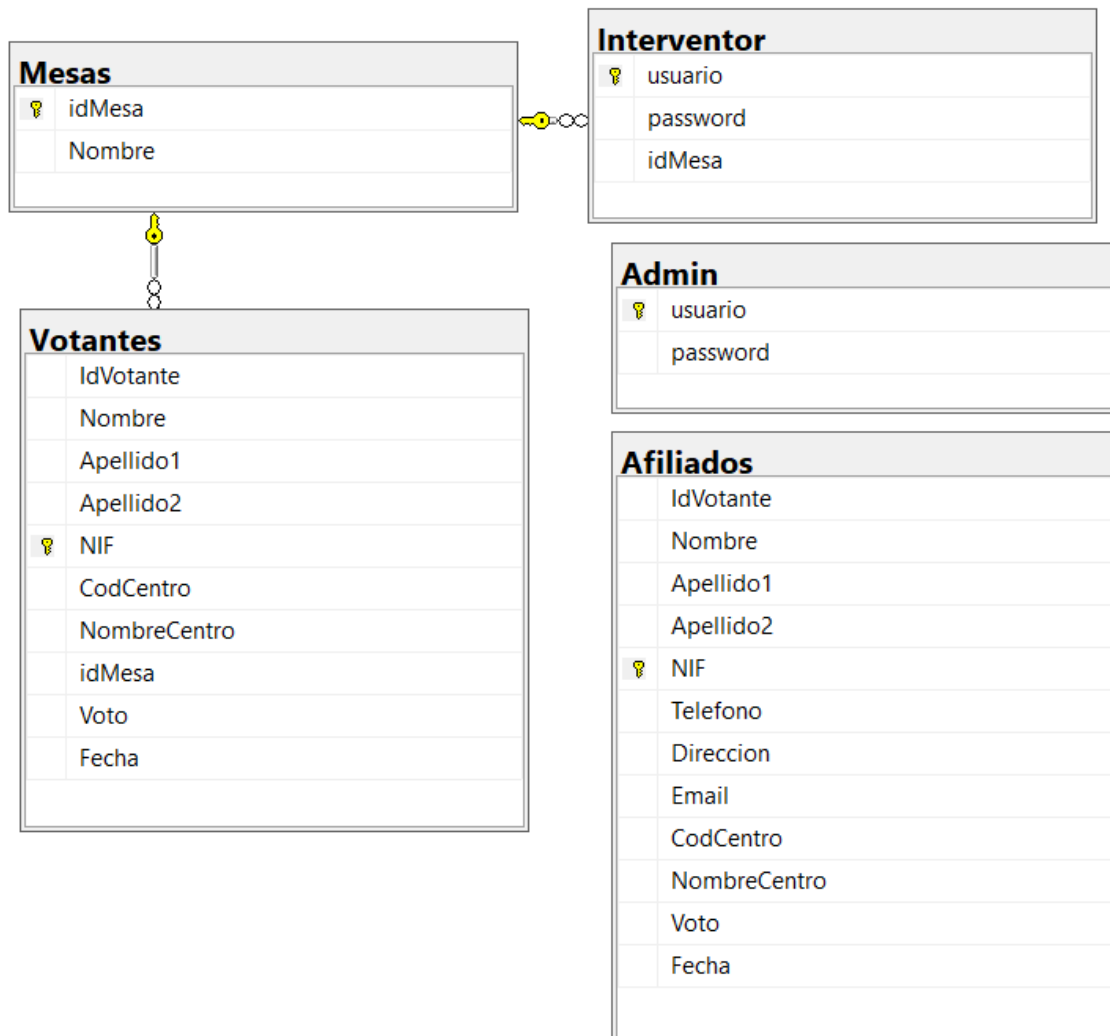 Mesas
idMesa
Nombre
Interventor
usuario
password
idMesa
Admin
usuario
password
Votantes
IdVotante
Nombre
Apellido1
Apellido2
NIF
CodCentro
NombreCentro
idMesa
Voto
Fecha
Afiliados
IdVotante
Nombre
Apellido1
Apellido2
NIF
Telefono
Direccion
Email
CodCentro
NombreCentro
Voto
Fecha